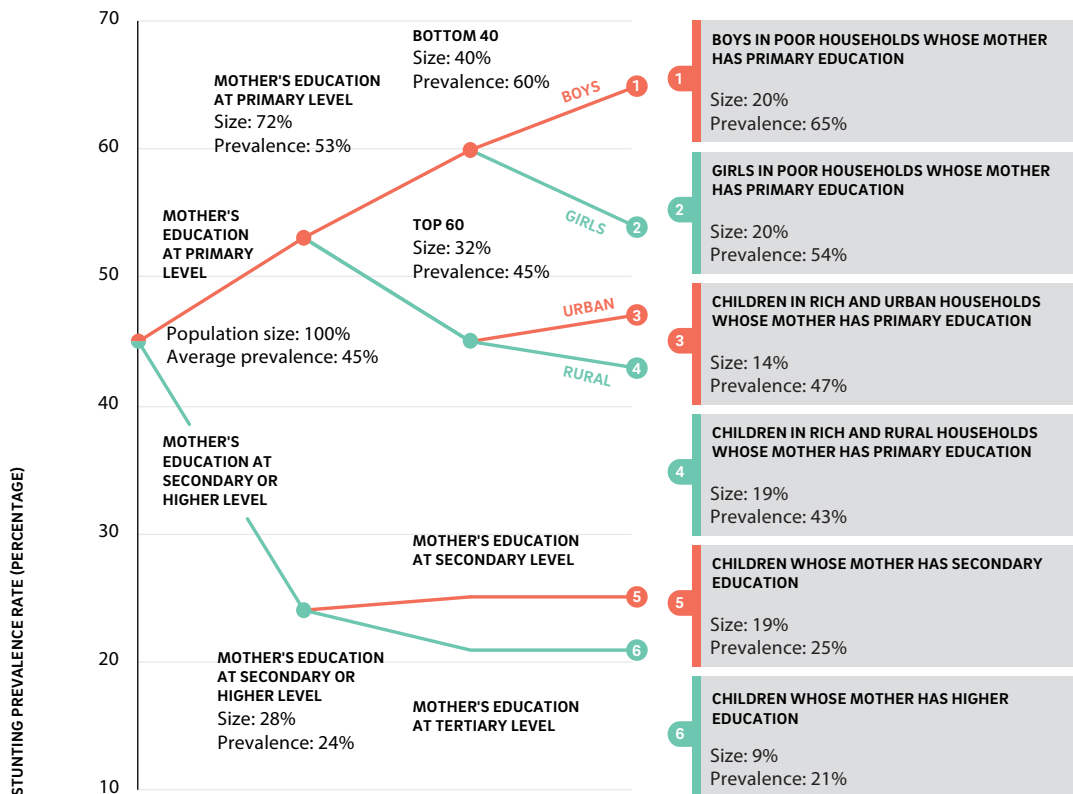 STUNTING PREVALENCE RATE (PERCENTAGE)
70
60
50
40
30
20
10
BOTTOM 40
Size: 40%
Prevalence: 60%
MOTHER'S EDUCATION
AT PRIMARY LEVEL
Size: 72%
Prevalence: 53%
BOYS
1
GIRLS
2
MOTHER'S
EDUCATION
AT PRIMARY
LEVEL
TOP 60
Size: 32%
Prevalence: 45%
URBAN
3
RURAL
4
Population size: 100%
Average prevalence: 45%
MOTHER'S
EDUCATION AT
SECONDARY OR
HIGHER LEVEL
MOTHER'S EDUCATION
AT SECONDARY LEVEL
5
6
MOTHER'S EDUCATION
AT SECONDARY OR
HIGHER LEVEL
Size: 28%
Prevalence: 24%
MOTHER'S EDUCATION
AT TERTIARY LEVEL
1
BOYS IN POOR HOUSEHOLDS WHOSE MOTHER
HAS PRIMARY EDUCATION
Size: 20%
Prevalence: 65%
2
GIRLS IN POOR HOUSEHOLDS WHOSE MOTHER
HAS PRIMARY EDUCATION
Size: 20%
Prevalence: 54%
3
CHILDREN IN RICH AND URBAN HOUSEHOLDS
WHOSE MOTHER HAS PRIMARY EDUCATION
Size: 14%
Prevalence: 47%
4
CHILDREN IN RICH AND RURAL HOUSEHOLDS
WHOSE MOTHER HAS PRIMARY EDUCATION
Size: 19%
Prevalence: 43%
5
CHILDREN WHOSE MOTHER HAS SECONDARY
EDUCATION
Size: 19%
Prevalence: 25%
6
CHILDREN WHOSE MOTHER HAS HIGHER
EDUCATION
Size: 9%
Prevalence: 21%